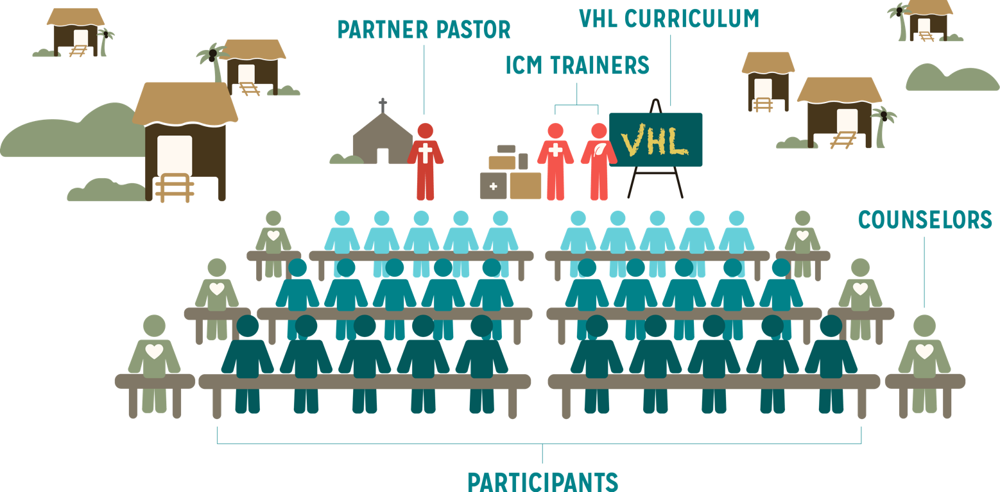 VHL CURRICULUM
PARTNER PASTOR
ICM TRAINERS
VHL
COUNSELORS
PARTICIPANTS